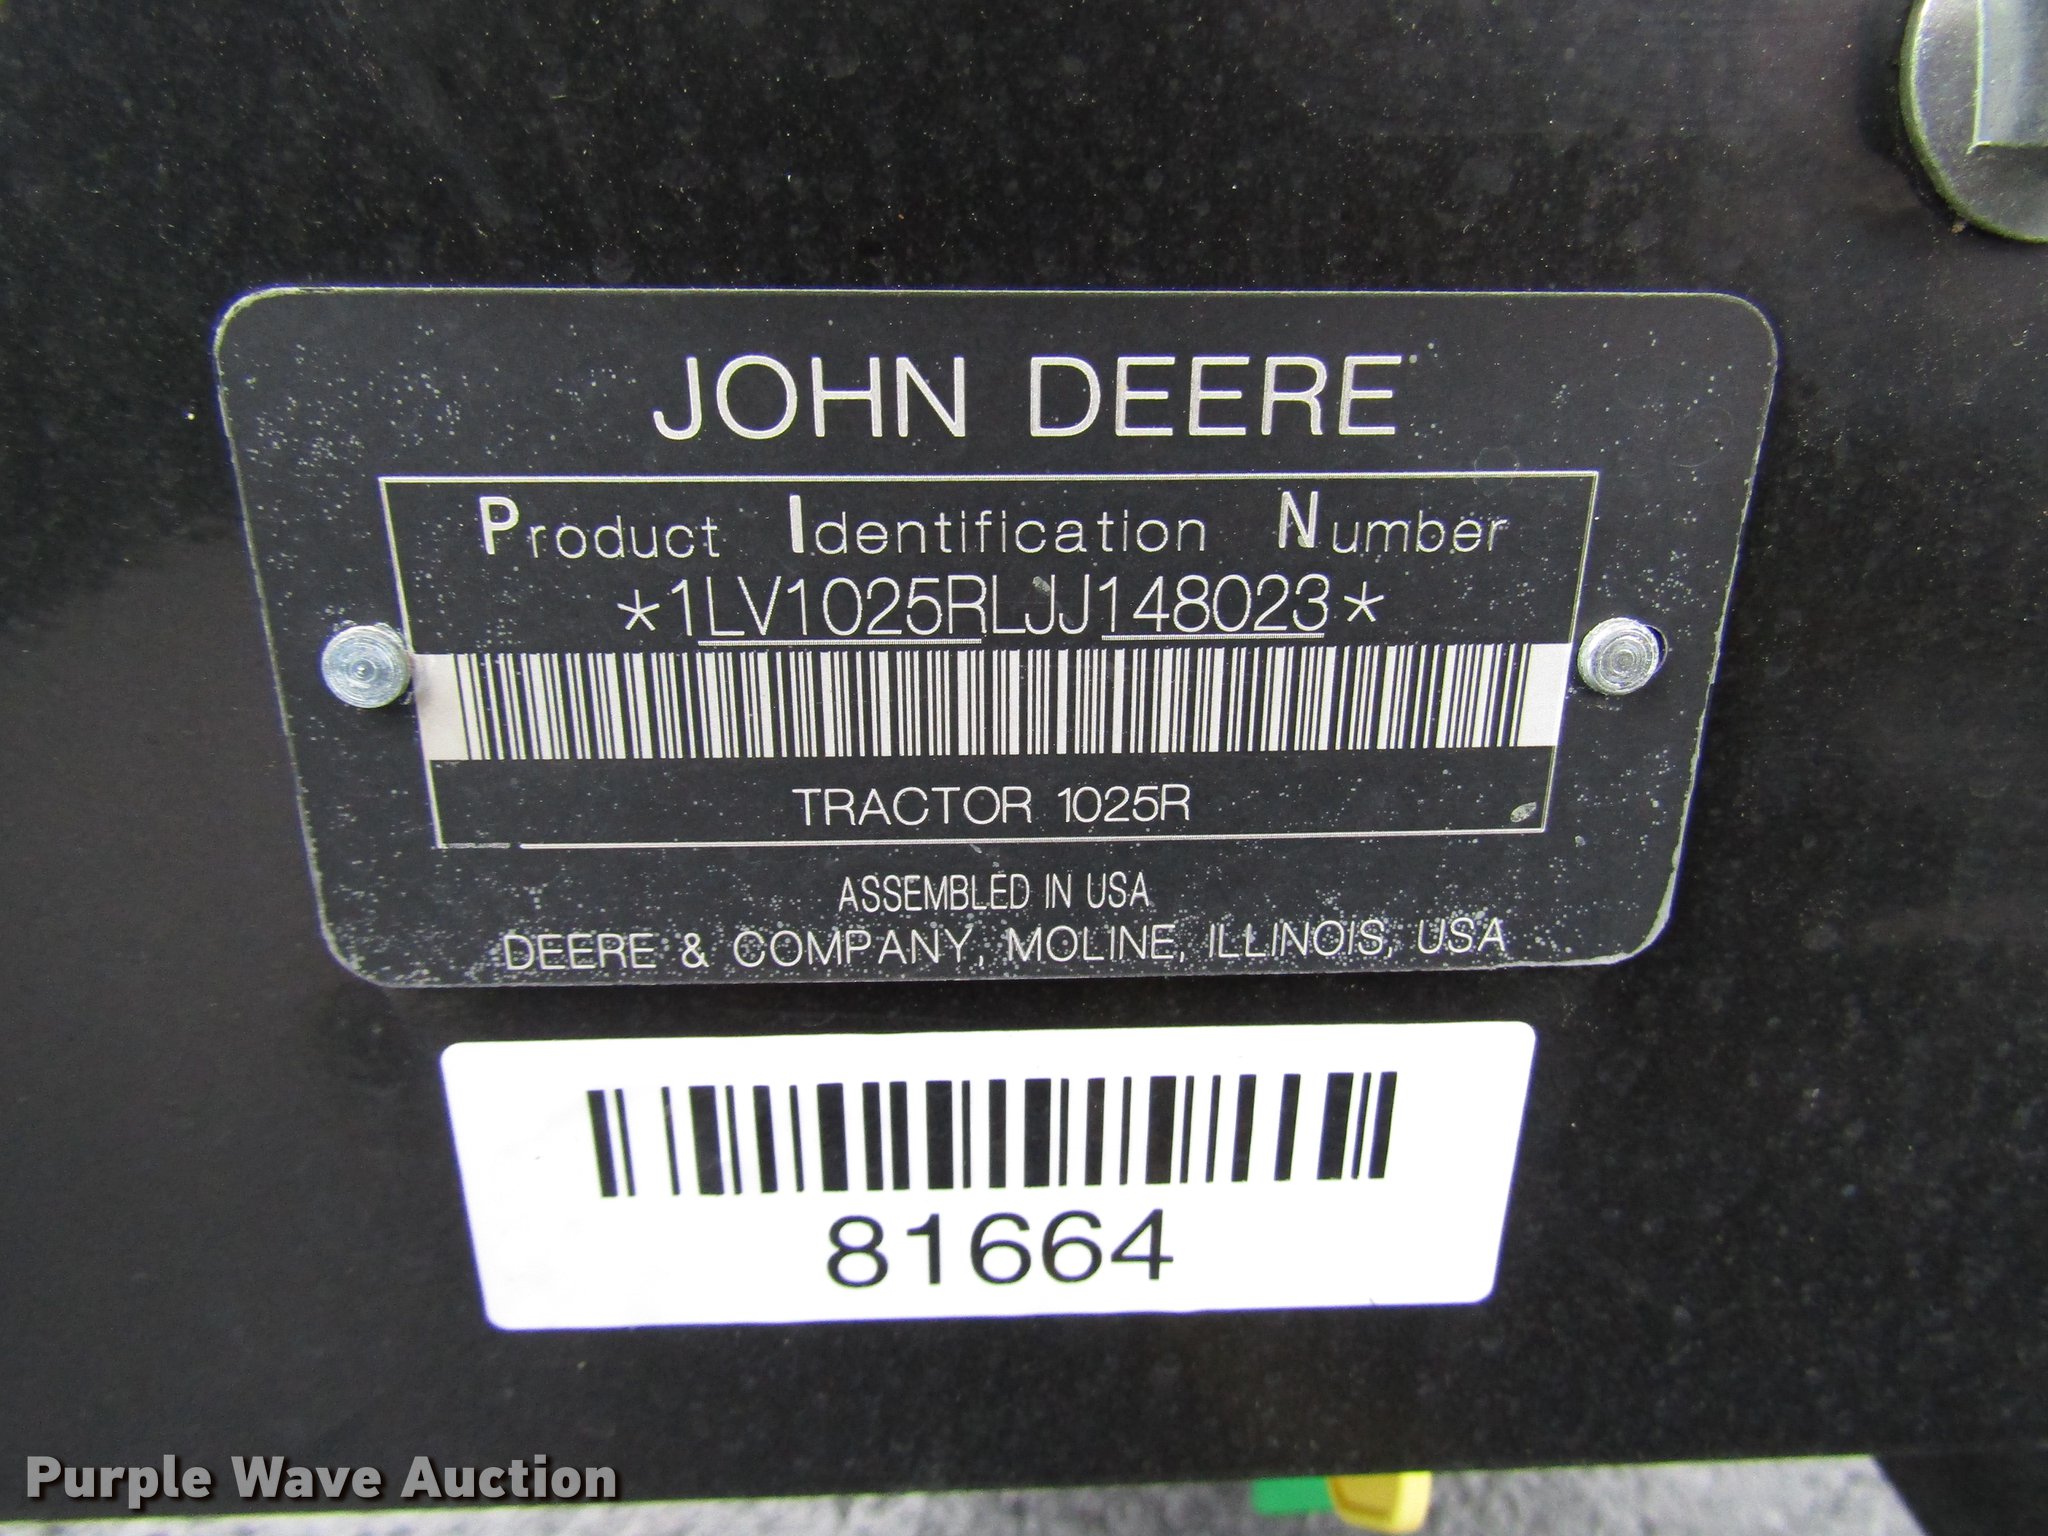 JOHN DEERE
Product Identification Number
*1LV1025RLJJ148023*
TRACTOR 1025R
ASSEMBLED IN USA
DEERE & COMPANY, MOLINE, ILLINOIS, USA
81664
Purple Wave Auction